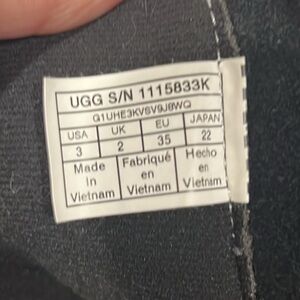 UGG S/N 1115833K
G1UHE3KVSV9J8WQ
USA UK EU JAPAN
3 2 35 22
Made Fabriqué Hecho
in en en
Vietnam Vietnam Vietnim